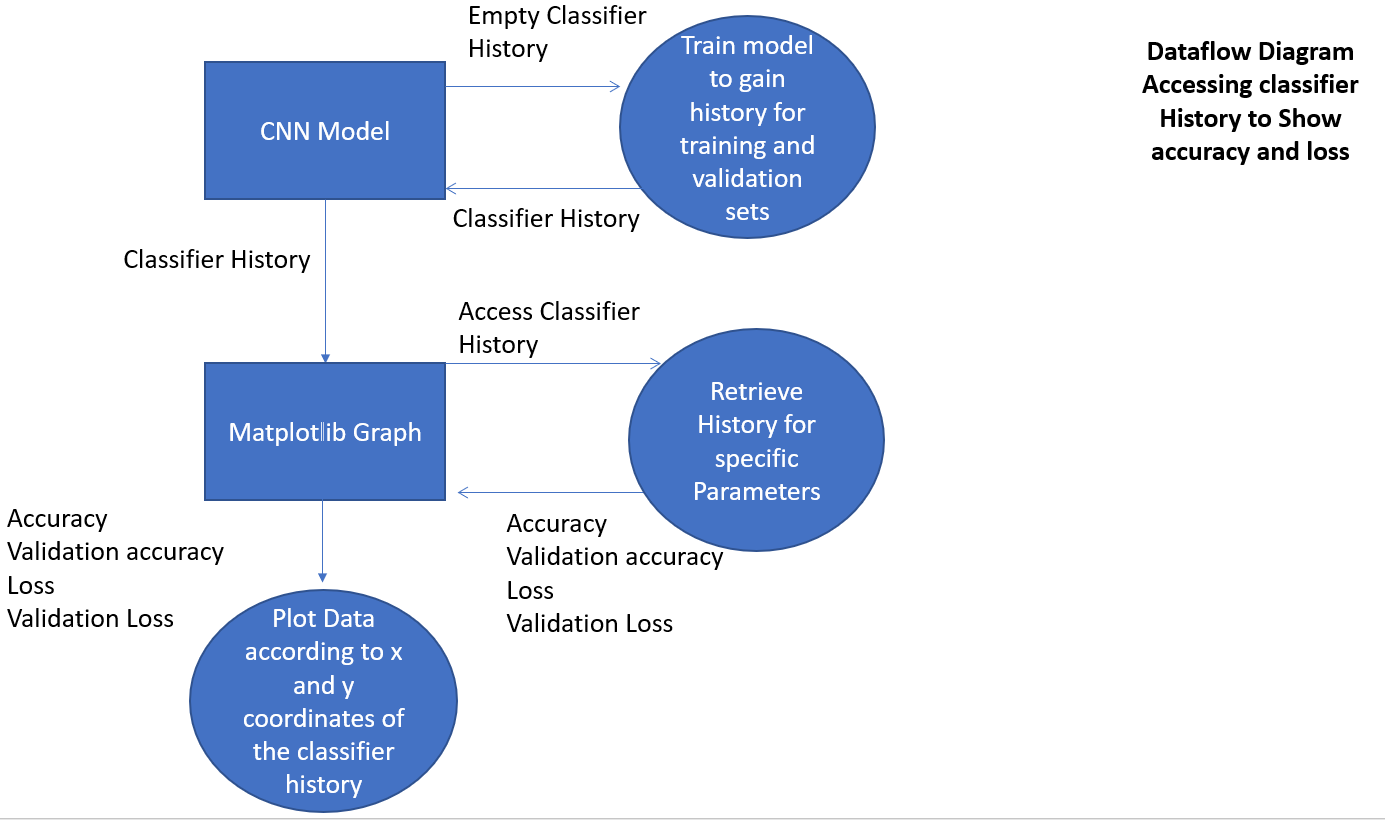 Empty Classifier
History
Train model
to gain
history for
training and
validation
sets
Dataflow Diagram
Accessing classifier
History to Show
accuracy and loss
CNN Model
Classifier History
Classifier History
Access Classifier
History
Matplotlib Graph
Retrieve
History for
specific
Parameters
Accuracy
Validation accuracy
Loss
Validation Loss
Accuracy
Validation accuracy
Loss
Validation Loss
Plot Data
according to x
and y
coordinates of
the classifier
history